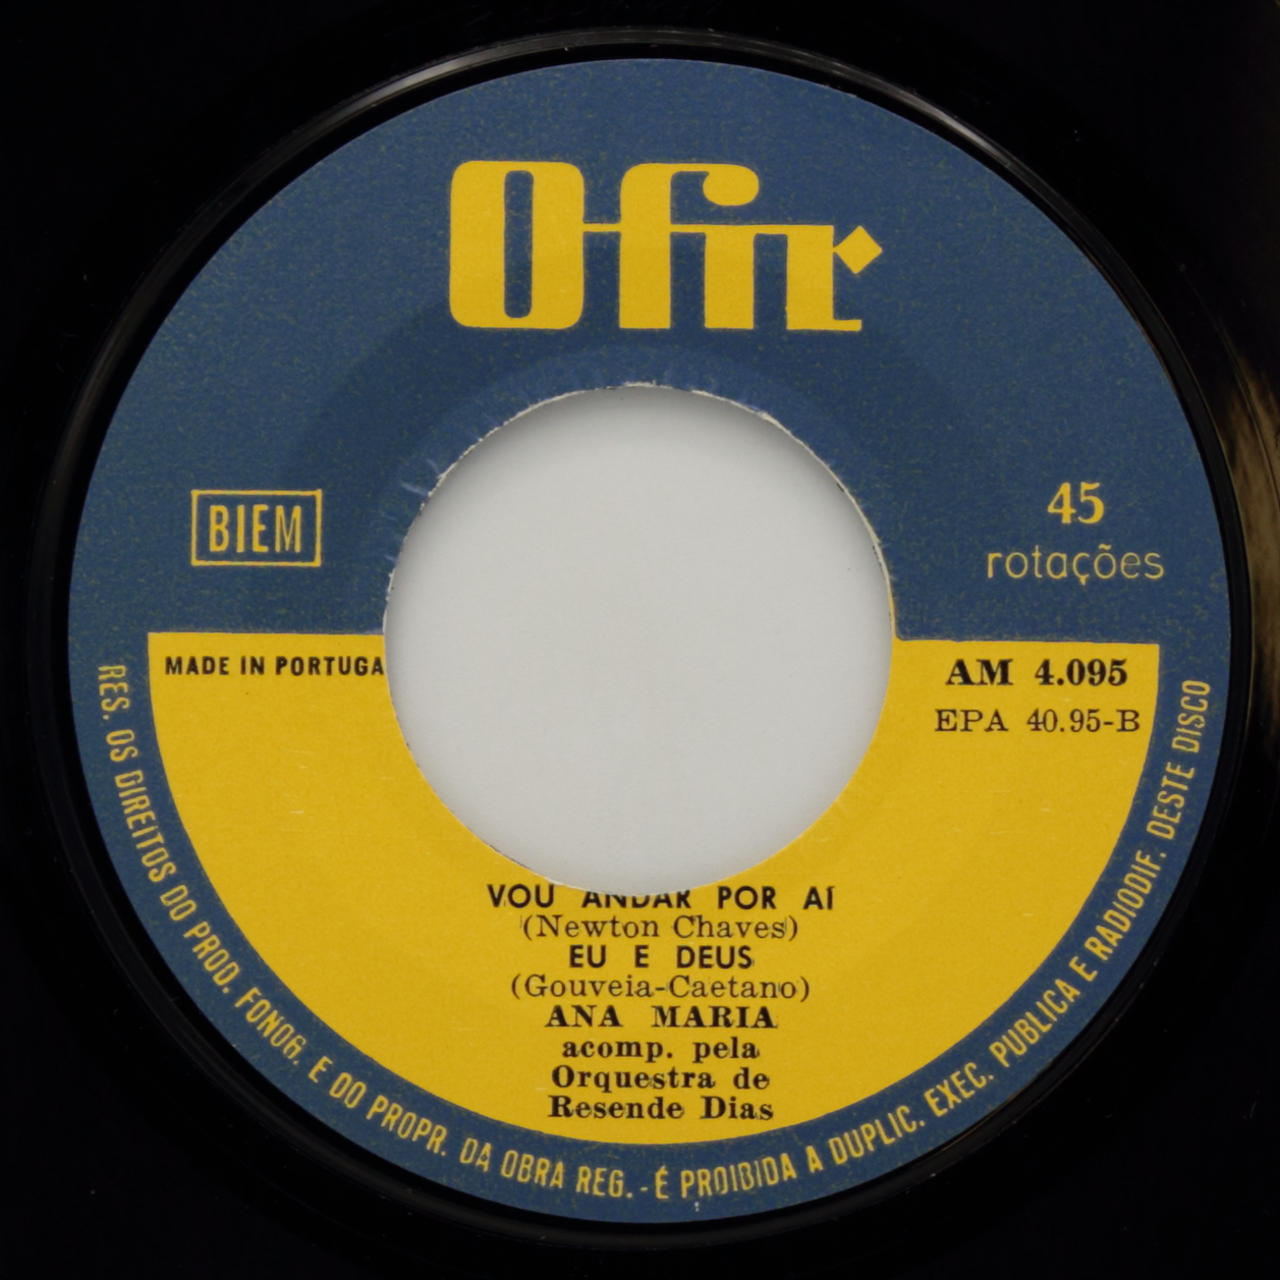 Ofir
BIEM
45
rotações
MADE IN PORTUGA
AM 4.095
EPA 40.95-B
VOU ANDAR POR AÍ
(Newton Chaves)
EU E DEUS
(Gouveia-Caetano)
ANA MARIA
acomp. pela
Orquestra de
Resende Dias
RES. OS DIREITOS DO PROD. FONOG. E DO PROPR. DA OBRA REG. - É PROIBIDA A DUPLIC. EXEC. PUBLICA E RADIODIF. DESTE DISCO